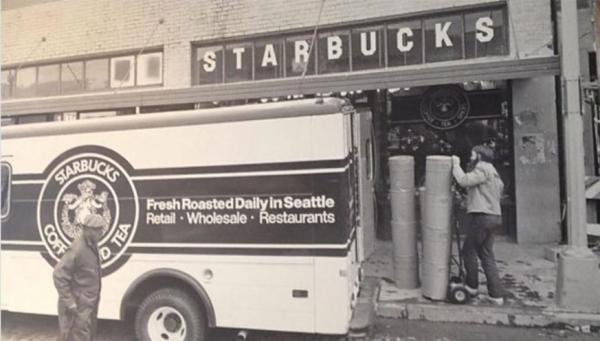 STARBUCKS
STARBUCKS
COFFEE AND TEA
Fresh Roasted Daily in Seattle
Retail · Wholesale · Restaurants